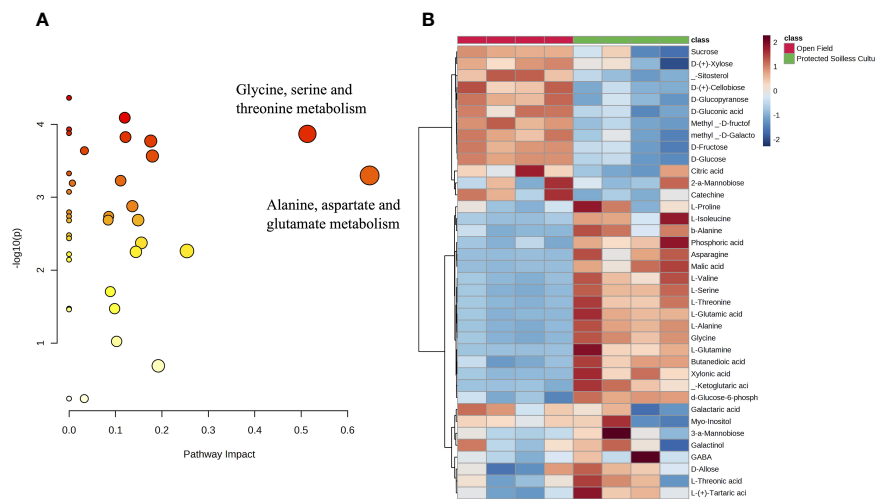 A
B
Glycine, serine and
threonine metabolism
Alanine, aspartate and
glutamate metabolism
-log10(p)
4
3
2
1
0.0 0.1 0.2 0.3 0.4 0.5 0.6
Pathway Impact
class
Sucrose
D-(+)-Xylose
_-Sitosterol
D-(+)-Cellobiose
D-Glucopyranose
D-Gluconic acid
Methyl _-D-fructof
methyl _-D-Galacto
D-Fructose
D-Glucose
Citric acid
2-a-Mannobiose
Catechine
L-Proline
L-Isoleucine
b-Alanine
Phosphoric acid
Asparagine
Malic acid
L-Valine
L-Serine
L-Threonine
L-Glutamic acid
L-Alanine
Glycine
L-Glutamine
Butanedioic acid
Xylonic acid
_-Ketoglutaric aci
d-Glucose-6-phosph
Galactaric acid
Myo-Inositol
3-a-Mannobiose
Galactinol
GABA
D-Allose
L-Threonic acid
L-(+)-Tartaric aci
2
1
0
-1
-2
class
Open Field
Protected Soilless Cultu